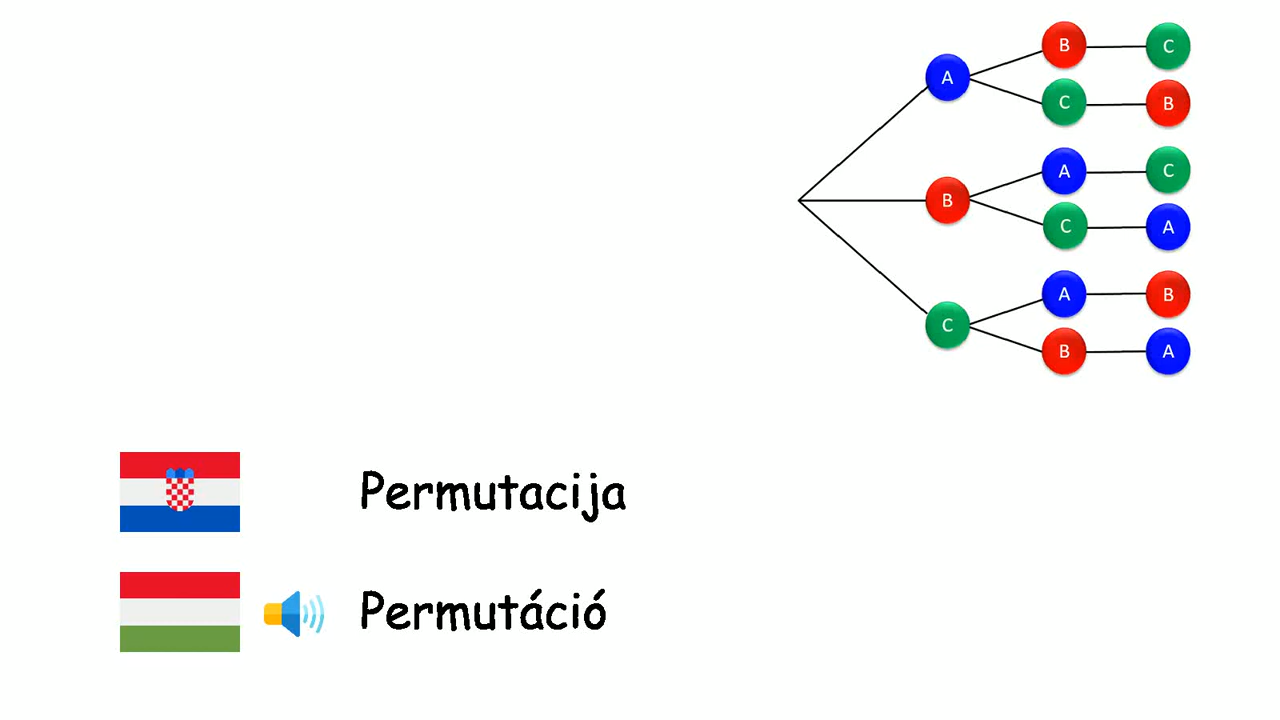 B C
A
C B
A C
B
C A
A B
C
B A
Permutacija
Permutáció